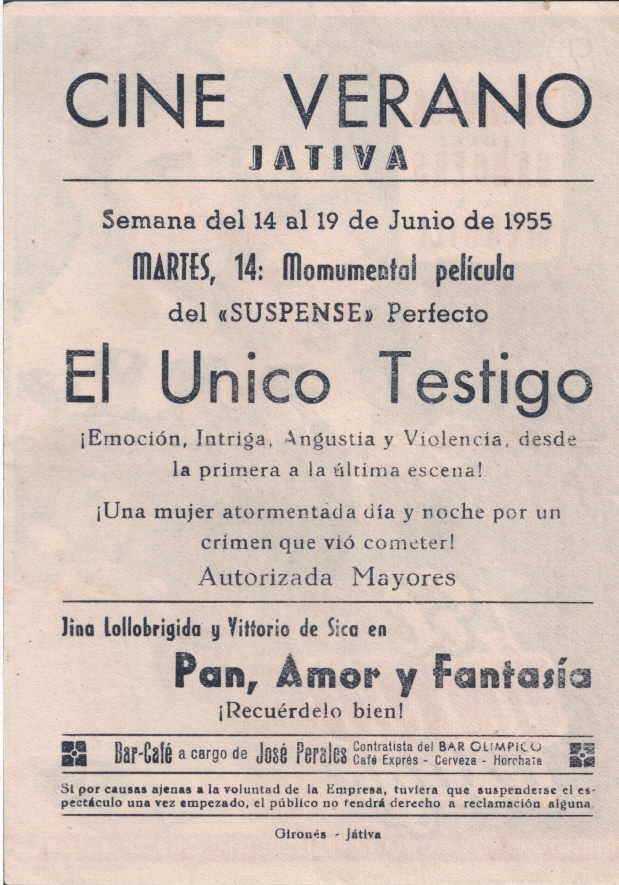 CINE VERANO
JATIVA
Semana del 14 al 19 de Junio de 1955
MARTES, 14: Momumental película
del «SUSPENSE» Perfecto
El Unico Testigo
¡Emoción, Intriga, Angustia y Violencia, desde
la primera a la última escena!
¡Una mujer atormentada día y noche por un
crimen que vió cometer!
Autorizada Mayores
Jina Lollobrigida y Vittorio de Sica en
Pan, Amor y Fantasía
¡Recuérdelo bien!
Bar-Café a cargo de José Perales Contratista del BAR OLIMPICO
Café Exprés - Cerveza - Horchata
Si por causas ajenas a la voluntad de la Empresa, tuviera que suspenderse el es-
pectáculo una vez empezado, el público no tendrá derecho a reclamación alguna.
Gironés - Játiva